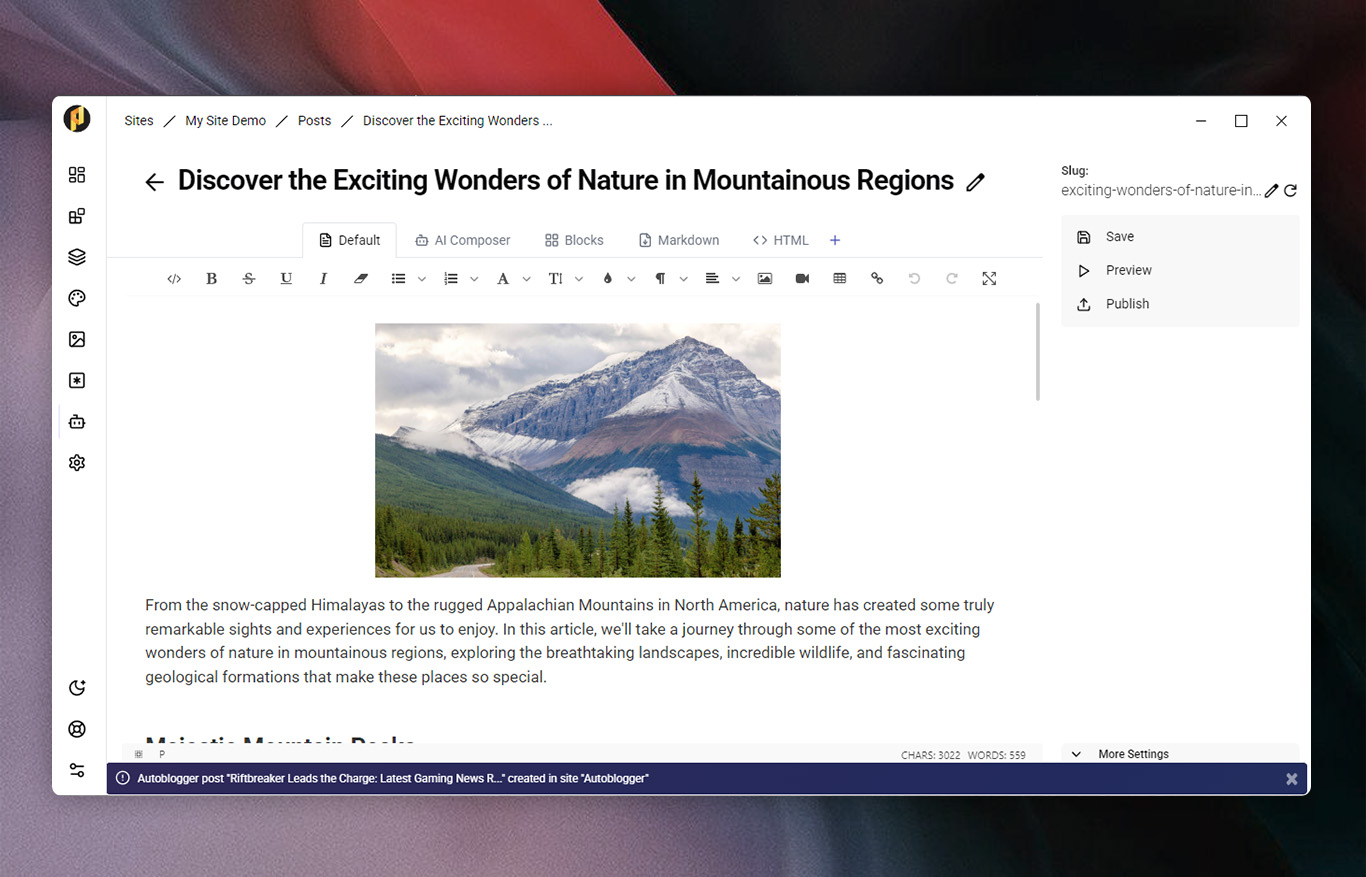 Sites / My Site Demo / Posts / Discover the Exciting Wonders ...
Discover the Exciting Wonders of Nature in Mountainous Regions
Slug:
exciting-wonders-of-nature-in...
Default
AI Composer
Blocks
Markdown
HTML
Save
Preview
Publish
From the snow-capped Himalayas to the rugged Appalachian Mountains in North America, nature has created some truly
remarkable sights and experiences for us to enjoy. In this article, we'll take a journey through some of the most exciting
wonders of nature in mountainous regions, exploring the breathtaking landscapes, incredible wildlife, and fascinating
geological formations that make these places so special.
Majestic Mountain Peaks
P
CHARS: 3022 WORDS: 559
More Settings
Autoblogger post "Riftbreaker Leads the Charge: Latest Gaming News R..." created in site "Autoblogger"